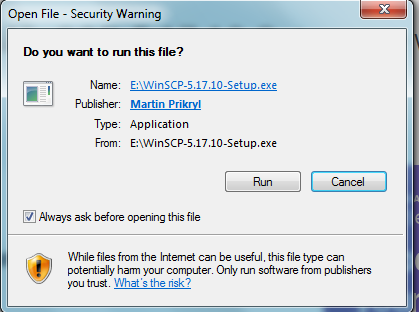 Open File - Security Warning
Do you want to run this file?
Name: E:\WinSCP-5.17.10-Setup.exe
Publisher: Martin Prikryl
Type: Application
From: E:\WinSCP-5.17.10-Setup.exe
Run Cancel
Always ask before opening this file
While files from the Internet can be useful, this file type can
potentially harm your computer. Only run software from publishers
you trust. What's the risk?